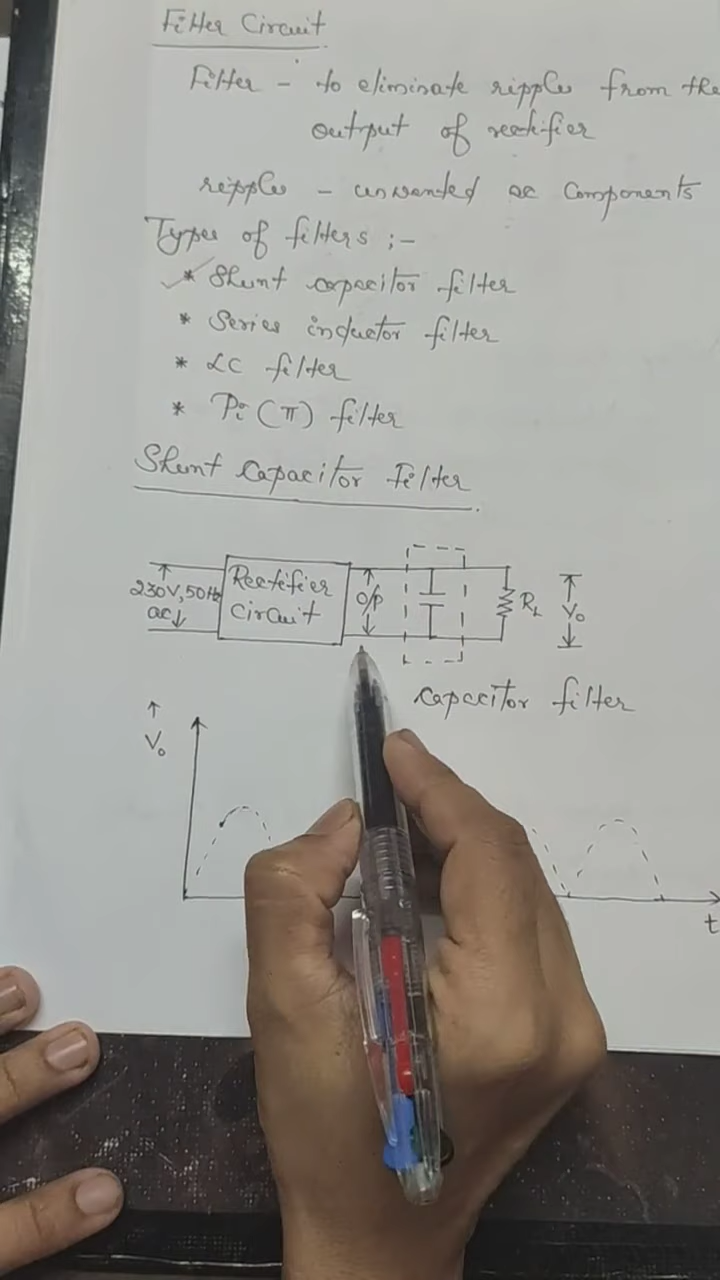 Filter Circuit
Filter - to eliminate ripples from the
output of rectifier
ripples - unwanted ac components
Types of filters :-
* Shunt capacitor filter
* Series inductor filter
* LC filter
* Pi (π) filter
Shunt Capacitor Filter
230V, 50Hz
ac
Rectifier
circuit
o/p
RL
Vo
capacitor filter
Vo
t